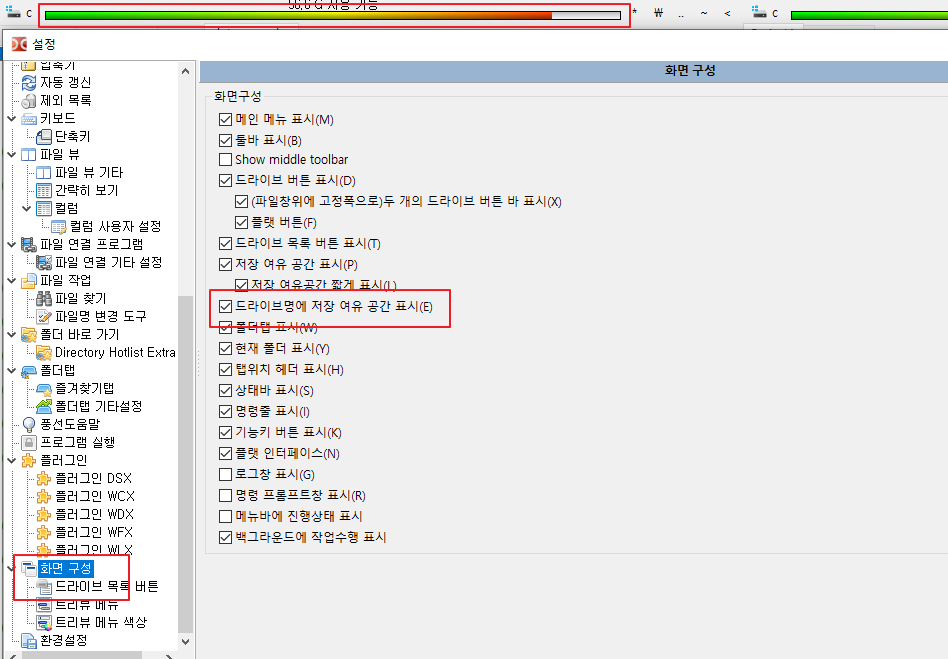 C 98.6 G 사용 가능 * ₩ .. ~ < C
설정
압축기
자동 갱신
제외 목록
키보드
단축키
파일 뷰
파일 뷰 기타
간략히 보기
컬럼
컬럼 사용자 설정
파일 연결 프로그램
파일 연결 기타 설정
파일 작업
파일 찾기
파일명 변경 도구
폴더 바로 가기
Directory Hotlist Extra
폴더탭
즐겨찾기탭
폴더탭 기타설정
풍선도움말
프로그램 실행
플러그인
플러그인 DSX
플러그인 WCX
플러그인 WDX
플러그인 WFX
플러그인 WLX
화면 구성
드라이브 목록 버튼
트리뷰 메뉴
트리뷰 메뉴 색상
환경설정
화면 구성
화면구성
메인 메뉴 표시(M)
툴바 표시(B)
Show middle toolbar
드라이브 버튼 표시(D)
(파일창위에 고정폭으로)두 개의 드라이브 버튼 바 표시(X)
플랫 버튼(F)
드라이브 목록 버튼 표시(T)
저장 여유 공간 표시(P)
저장 여유공간 짧게 표시(L)
드라이브명에 저장 여유 공간 표시(E)
폴더탭 표시(W)
현재 폴더 표시(Y)
탭위치 헤더 표시(H)
상태바 표시(S)
명령줄 표시(I)
기능키 버튼 표시(K)
플랫 인터페이스(N)
로그창 표시(G)
명령 프롬프트창 표시(R)
메뉴바에 진행상태 표시
백그라운드에 작업수행 표시